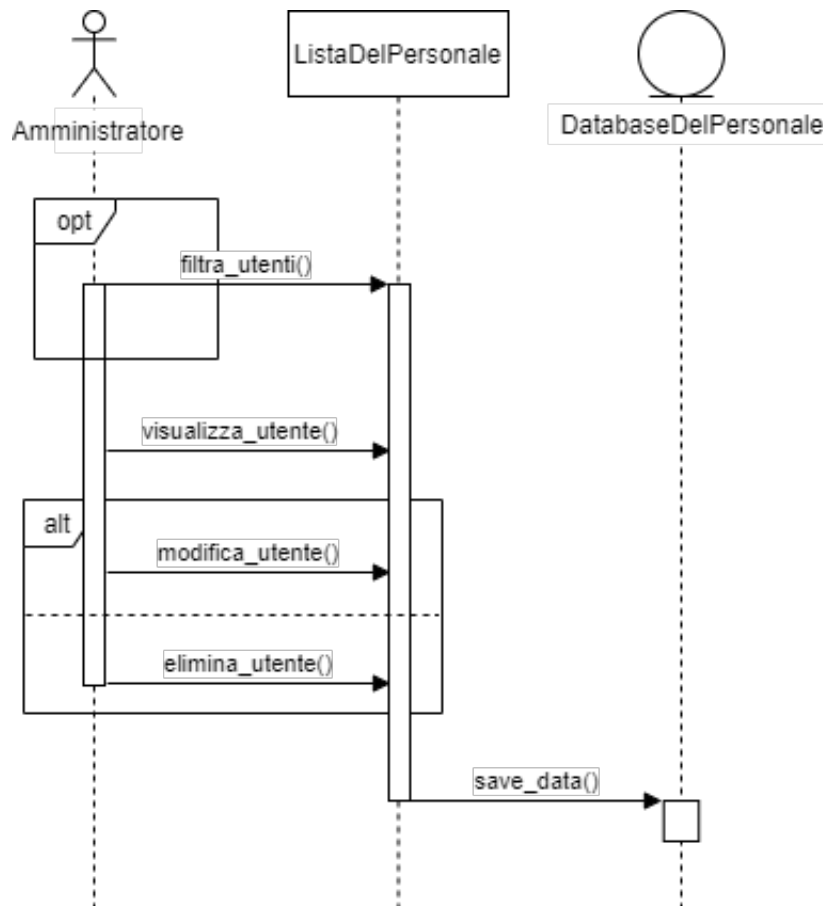 ListaDelPersonale
Amministratore
DatabaseDelPersonale
opt
filtra_utenti()
visualizza_utente()
alt
modifica_utente()
elimina_utente()
save_data()